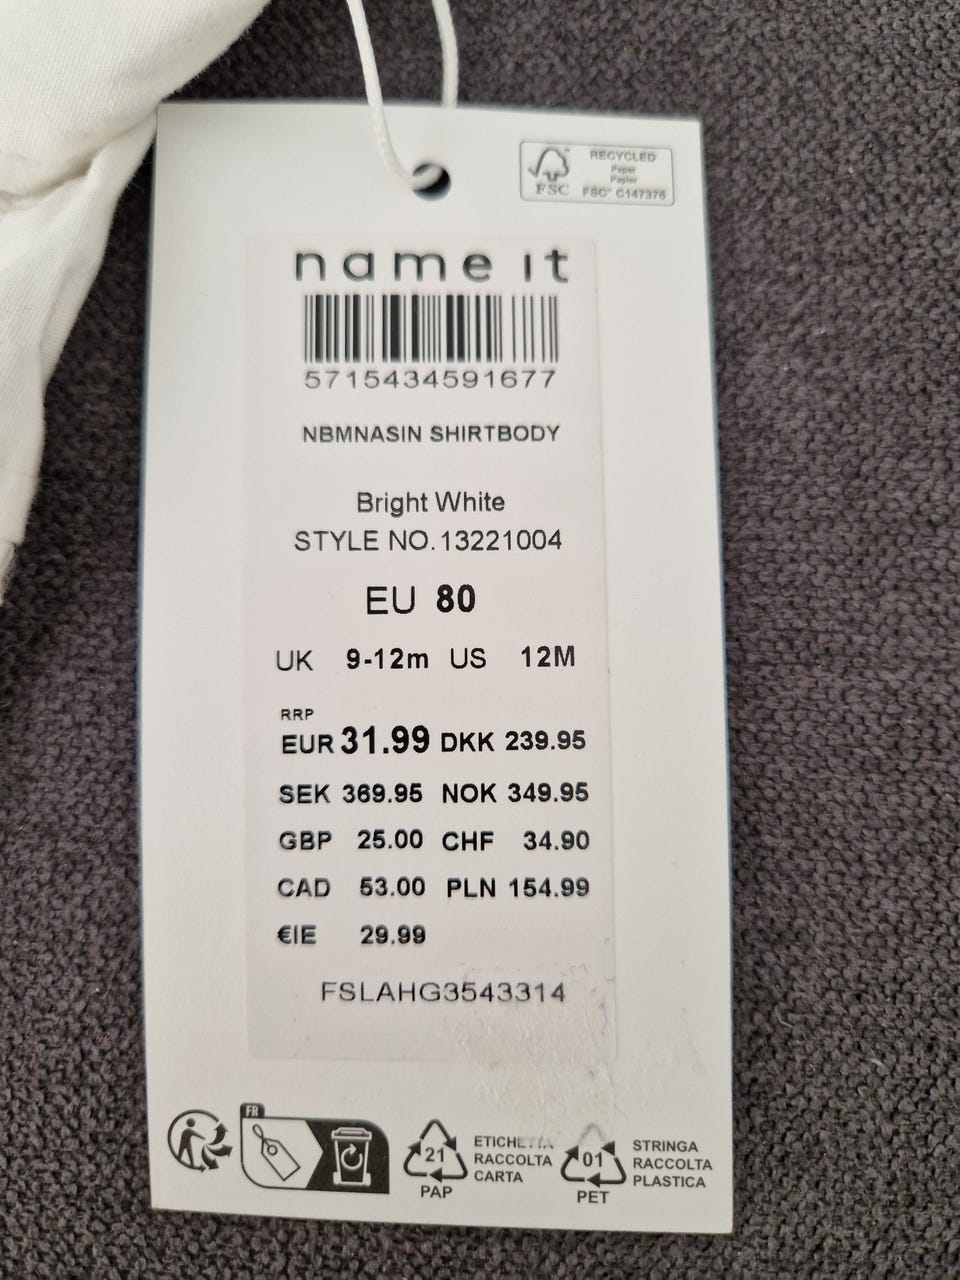 RECYCLED
Paper
Papier
FSC
FSC® C147376
name it
5715434591677
NBMNASIN SHIRTBODY
Bright White
STYLE NO.13221004
EU 80
UK 9-12m US 12M
RRP
EUR 31.99 DKK 239.95
SEK 369.95 NOK 349.95
GBP 25.00 CHF 34.90
CAD 53.00 PLN 154.99
€IE 29.99
FSLAHG3543314
FR
21
PAP
ETICHETTA
RACCOLTA
CARTA
01
PET
STRINGA
RACCOLTA
PLASTICA